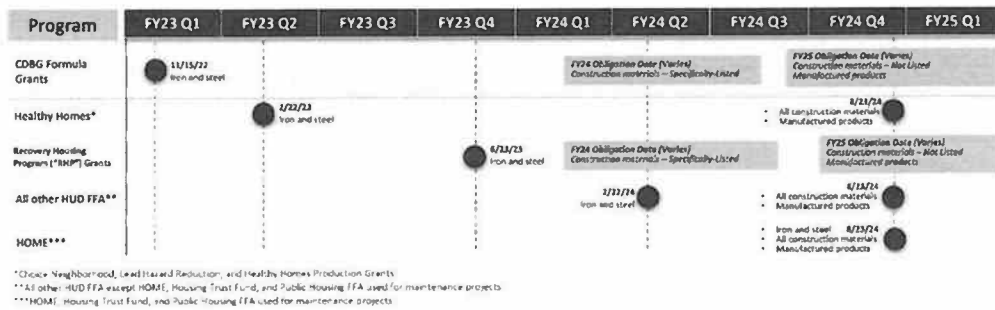 Program FY23 Q1 FY23 Q2 FY23 Q3 FY23 Q4 FY24 Q1 FY24 Q2 FY24 Q3 FY24 Q4 FY25 Q1
CDBG Formula Grants
11/15/22
Iron and steel
FY24 Obligation Date (Varies)
Construction materials – Specifically-Listed
FY25 Obligation Date (Varies)
Construction materials – Not Listed
Manufactured products
Healthy Homes*
2/22/23
Iron and steel
8/23/24
• All construction materials
• Manufactured products
Recovery Housing
Program ("RHP") Grants
8/23/23
Iron and steel
FY24 Obligation Date (Varies)
Construction materials – Specifically-Listed
FY25 Obligation Date (Varies)
Construction materials – Not Listed
Manufactured products
All other HUD FFA**
2/22/24
Iron and steel
8/23/24
• All construction materials
• Manufactured products
HOME***
• Iron and steel 8/23/24
• All construction materials
• Manufactured products
*Choice Neighborhood, Lead Hazard Reduction, and Healthy Homes Production Grants
**All other HUD FFA except HOME, Housing Trust Fund, and Public Housing FFA used for maintenance projects
***HOME, Housing Trust Fund, and Public Housing FFA used for maintenance projects